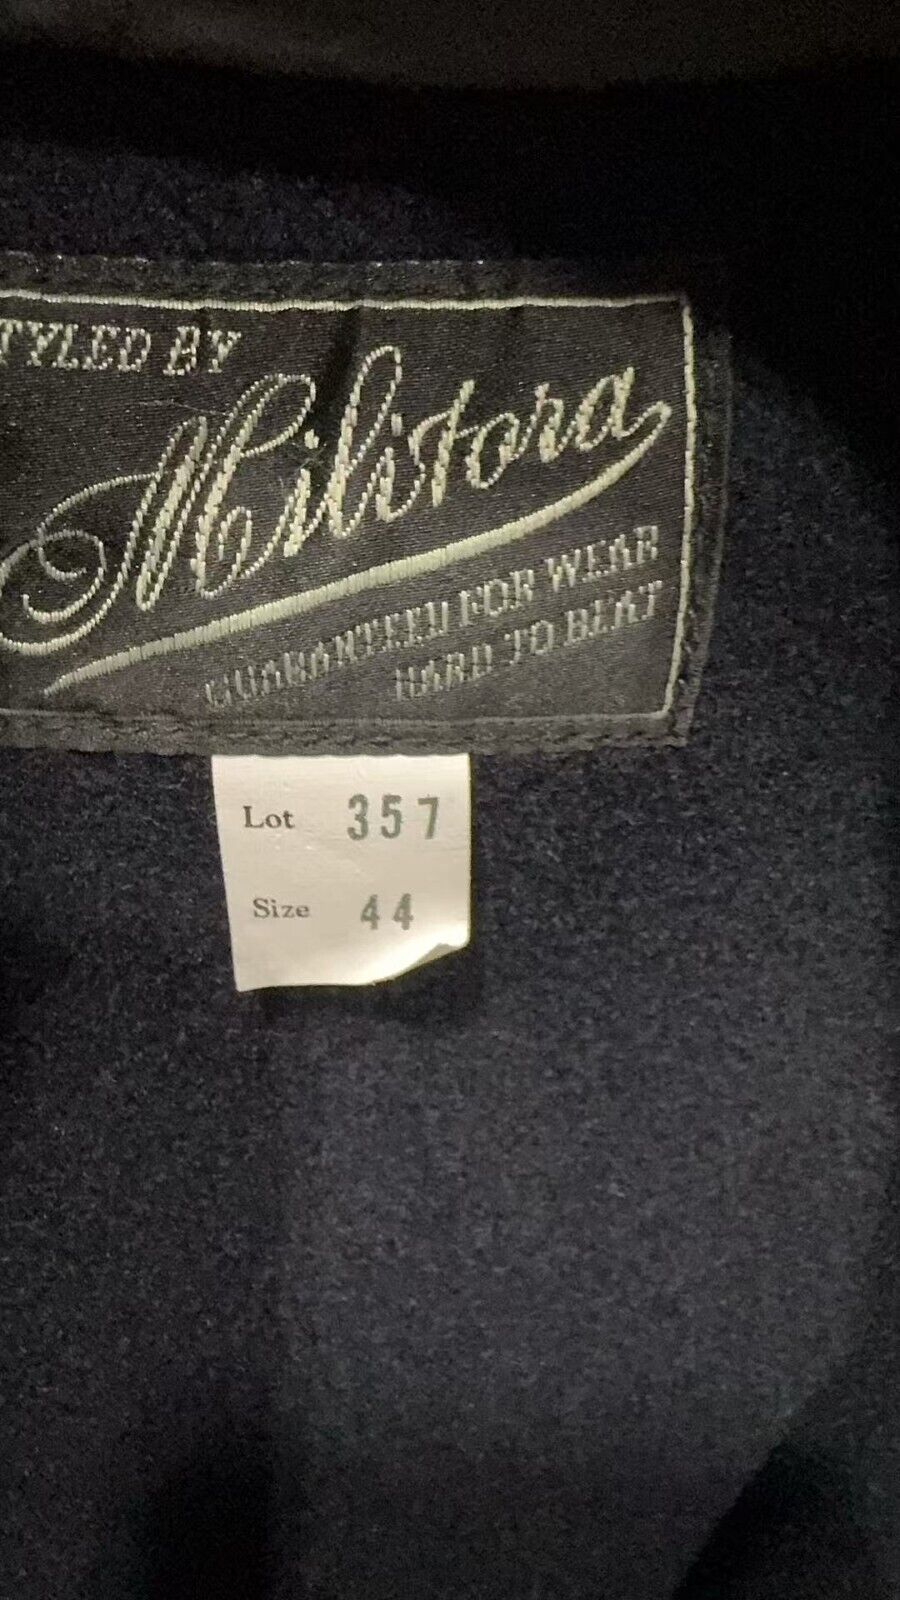 TYLED BY
Militora
GUARANTEED FOR WEAR
HARD TO BEAT
Lot 357
Size 44